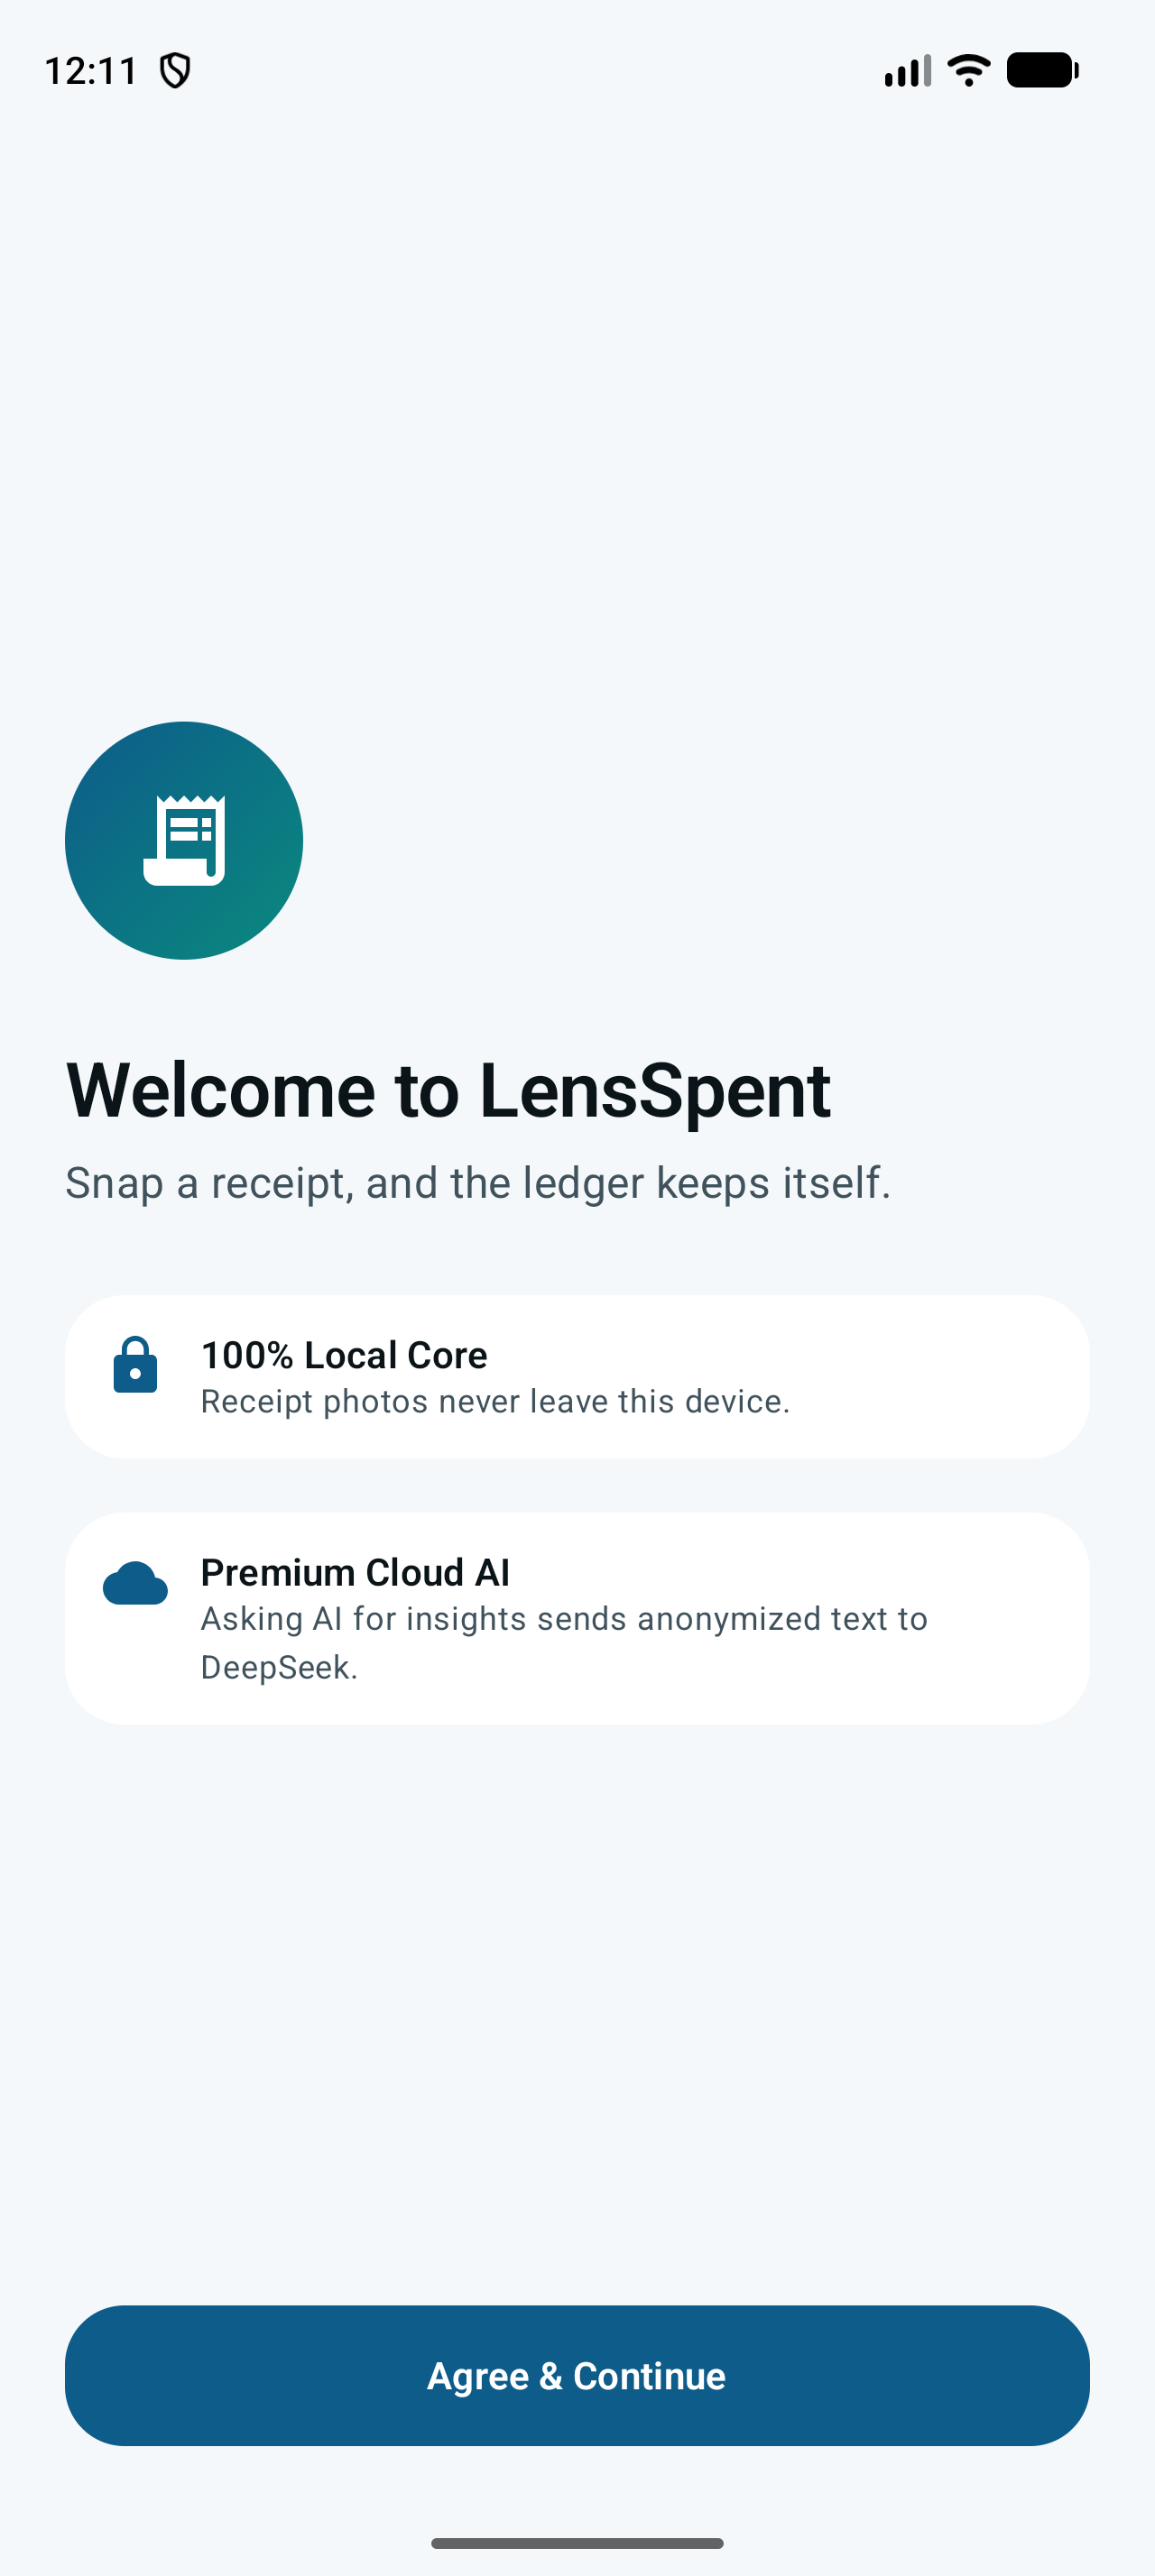 12:11
Welcome to LensSpent
Snap a receipt, and the ledger keeps itself.
100% Local Core
Receipt photos never leave this device.
Premium Cloud AI
Asking AI for insights sends anonymized text to
DeepSeek.
Agree & Continue